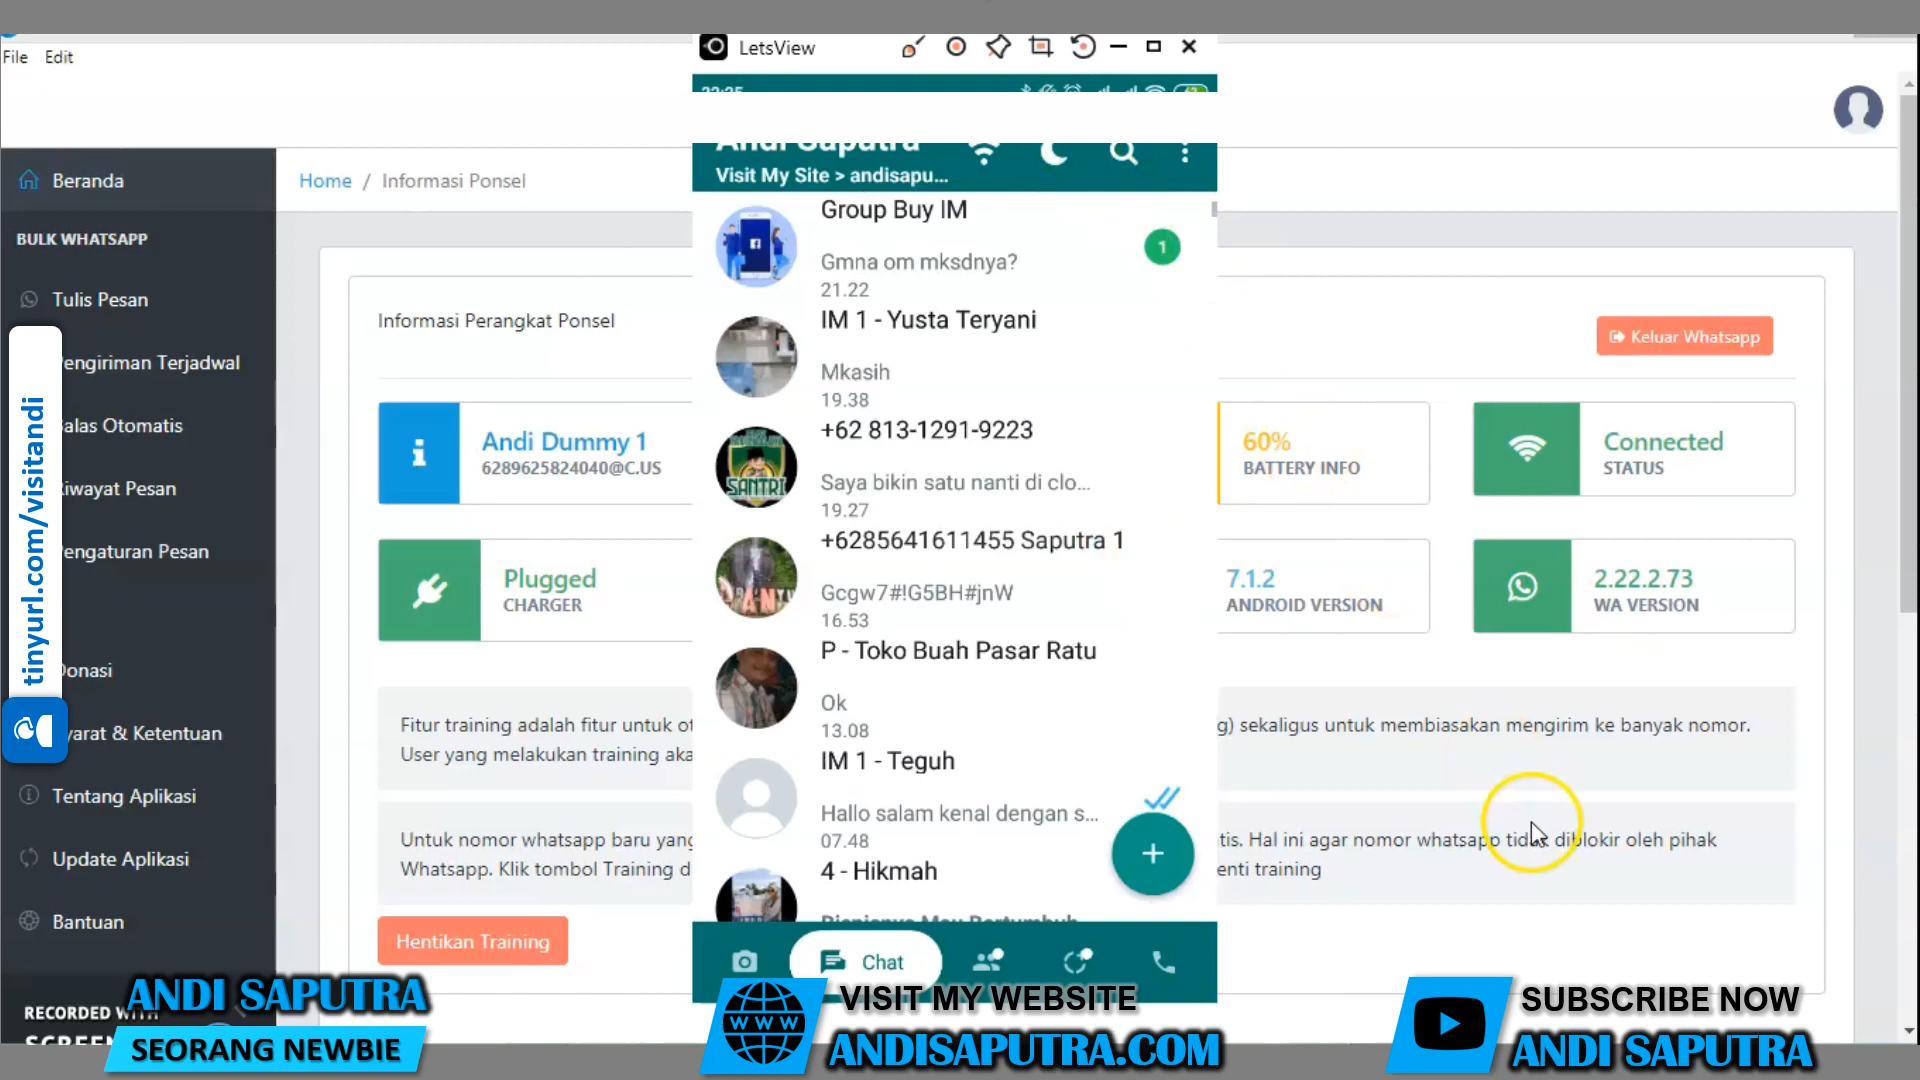 File Edit
LetsView
Andi Saputra
Visit My Site > andisapu...
Home / Informasi Ponsel
Beranda
BULK WHATSAPP
Tulis Pesan
engiriman Terjadwal
alas Otomatis
iwayat Pesan
engaturan Pesan
Donasi
yarat & Ketentuan
Tentang Aplikasi
Update Aplikasi
Bantuan
tinyurl.com/visitandi
Informasi Perangkat Ponsel
Keluar Whatsapp
Andi Dummy 1
6289625824040@C.US
60%
BATTERY INFO
Connected
STATUS
Plugged
CHARGER
7.1.2
ANDROID VERSION
2.22.2.73
WA VERSION
Fitur training adalah fitur untuk ot
g) sekaligus untuk membiasakan mengirim ke banyak nomor.
User yang melakukan training aka
Untuk nomor whatsapp baru yang
tis. Hal ini agar nomor whatsapp tidak diblokir oleh pihak
Whatsapp. Klik tombol Training d
enti training
Hentikan Training
Group Buy IM
Gmna om mksdnya?
1
21.22
IM 1 - Yusta Teryani
Mkasih
19.38
+62 813-1291-9223
Saya bikin satu nanti di clo...
19.27
SANTRI
+6285641611455 Saputra 1
Gcgw7#!G5BH#jnW
16.53
P - Toko Buah Pasar Ratu
Ok
13.08
IM 1 - Teguh
Hallo salam kenal dengan s...
07.48
4 - Hikmah
Chat
RECORDED WITH
ANDI SAPUTRA
SEORANG NEWBIE
WWW
VISIT MY WEBSITE
ANDISAPUTRA.COM
SUBSCRIBE NOW
ANDI SAPUTRA